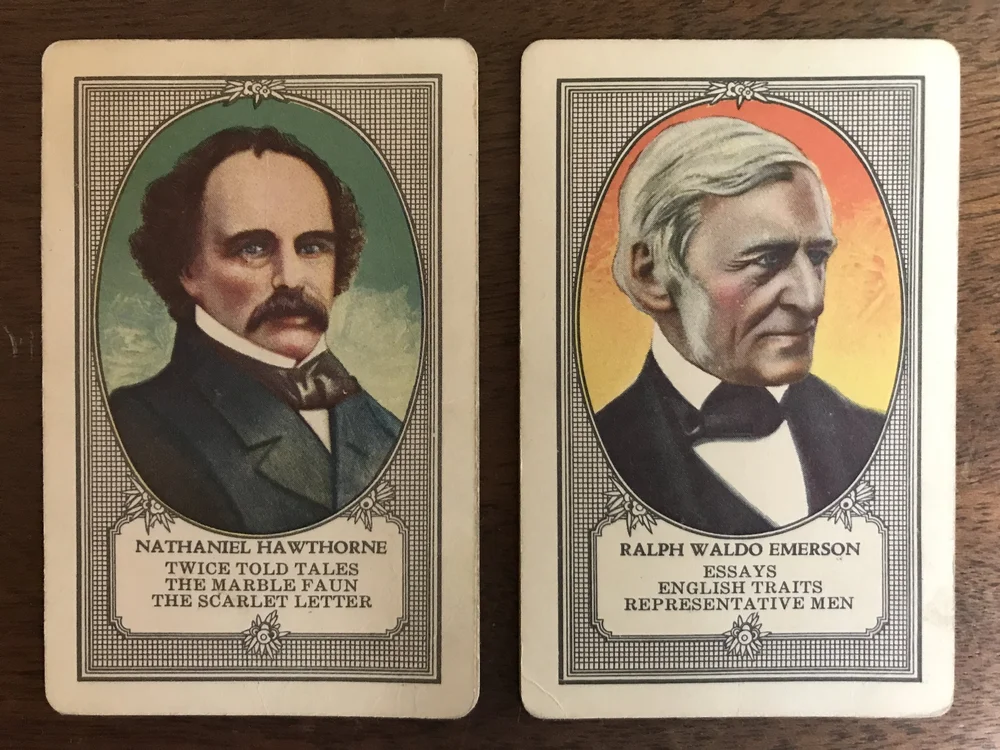 NATHANIEL HAWTHORNE
TWICE TOLD TALES
THE MARBLE FAUN
THE SCARLET LETTER
RALPH WALDO EMERSON
ESSAYS
ENGLISH TRAITS
REPRESENTATIVE MEN